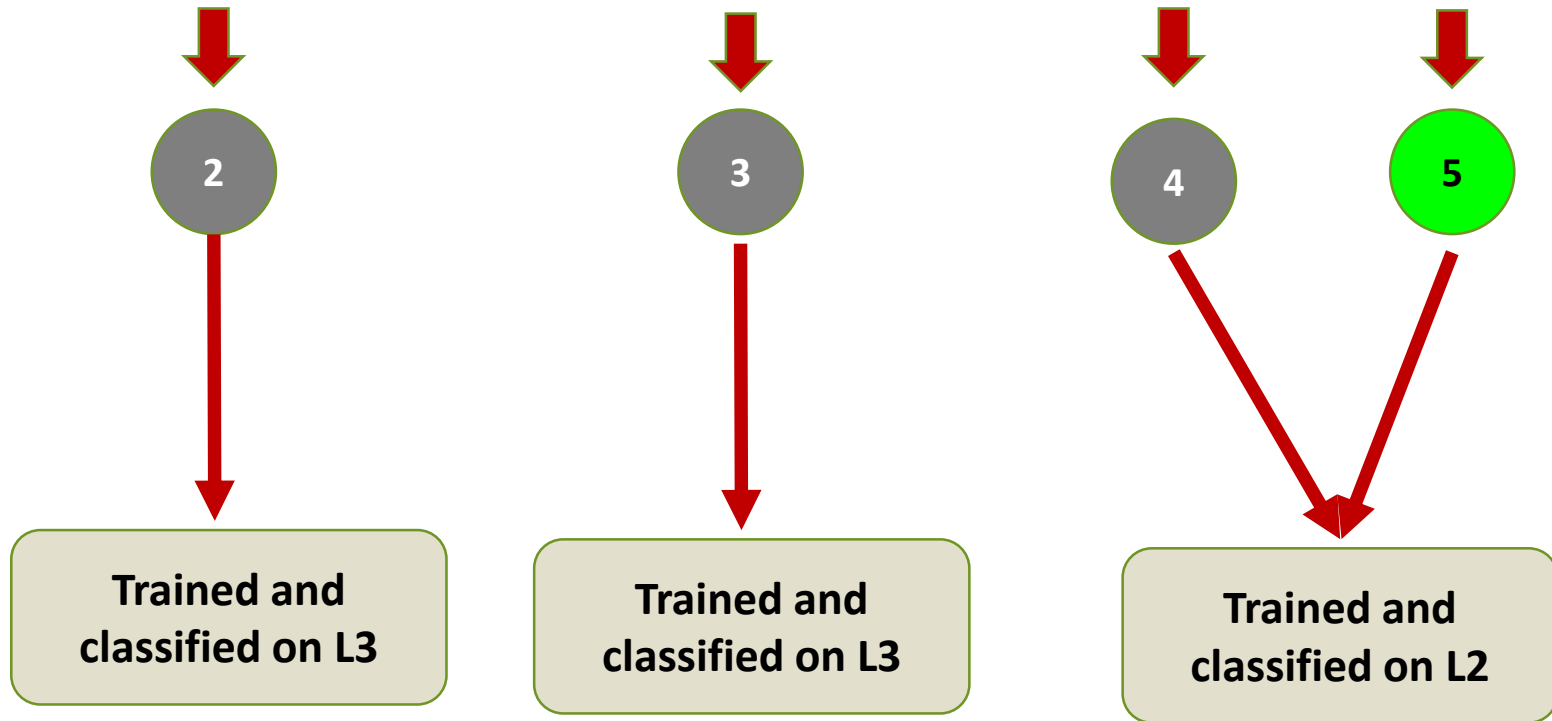 2
3
4
5
Trained and
classified on L3
Trained and
classified on L3
Trained and
classified on L2